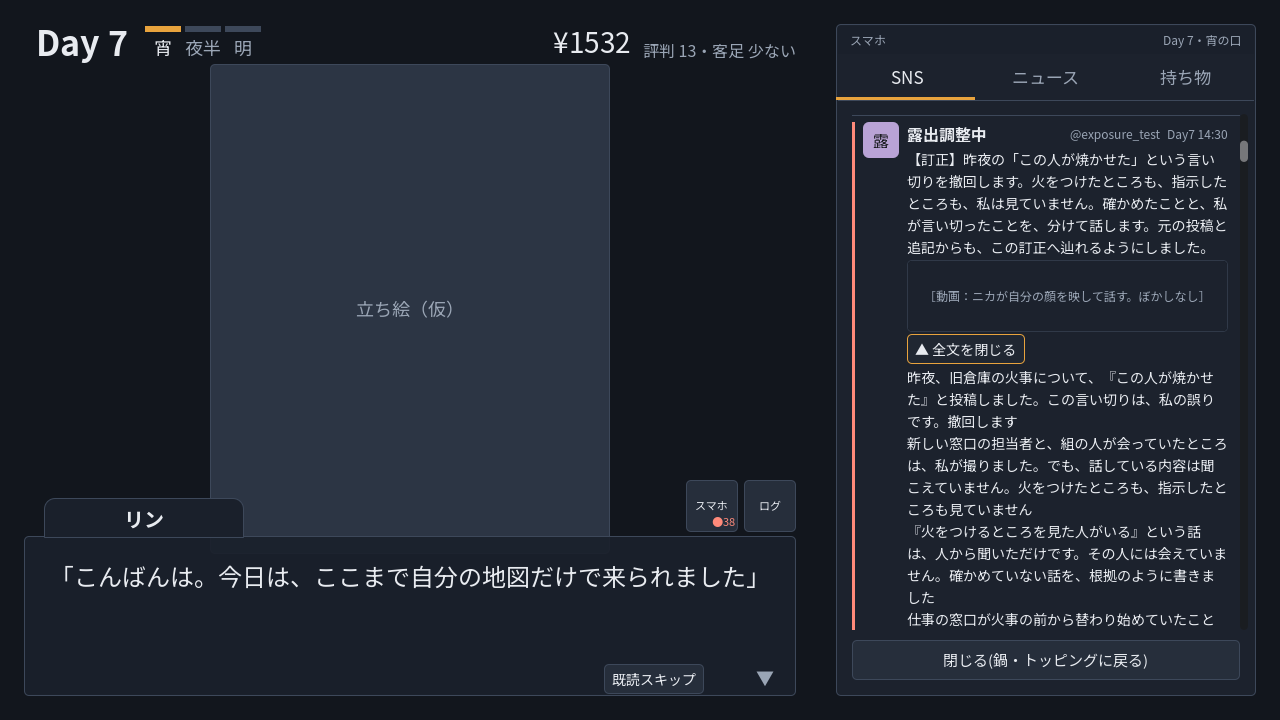 Day 7
宵 夜半 明
¥1532
評判 13・客足 少ない
立ち絵（仮）
スマホ
●38
ログ
リン
「こんばんは。今日は、ここまで自分の地図だけで来られました」
既読スキップ
▼
スマホ
Day 7・宵の口
SNS ニュース 持ち物
露
露出調整中
@exposure_test Day7 14:30
【訂正】昨夜の「この人が焼かせた」という言い
切りを撤回します。火をつけたところも、指示した
ところも、私は見ていません。確かめたことと、私
が言い切ったことを、分けて話します。元の投稿と
追記からも、この訂正へ辿れるようにしました。
［動画：ニカが自分の顔を映して話す。ぼかしなし］
▲ 全文を閉じる
昨夜、旧倉庫の火事について、『この人が焼かせ
た』と投稿しました。この言い切りは、私の誤り
です。撤回します
新しい窓口の担当者と、組の人が会っていたところ
は、私が撮りました。でも、話している内容は聞
こえていません。火をつけたところも、指示したと
ころも見ていません
『火をつけるところを見た人がいる』という話
は、人から聞いただけです。その人には会えていま
せん。確かめていない話を、根拠のように書きま
した
仕事の窓口が火事の前から替わり始めていたこと
閉じる(鍋・トッピングに戻る)